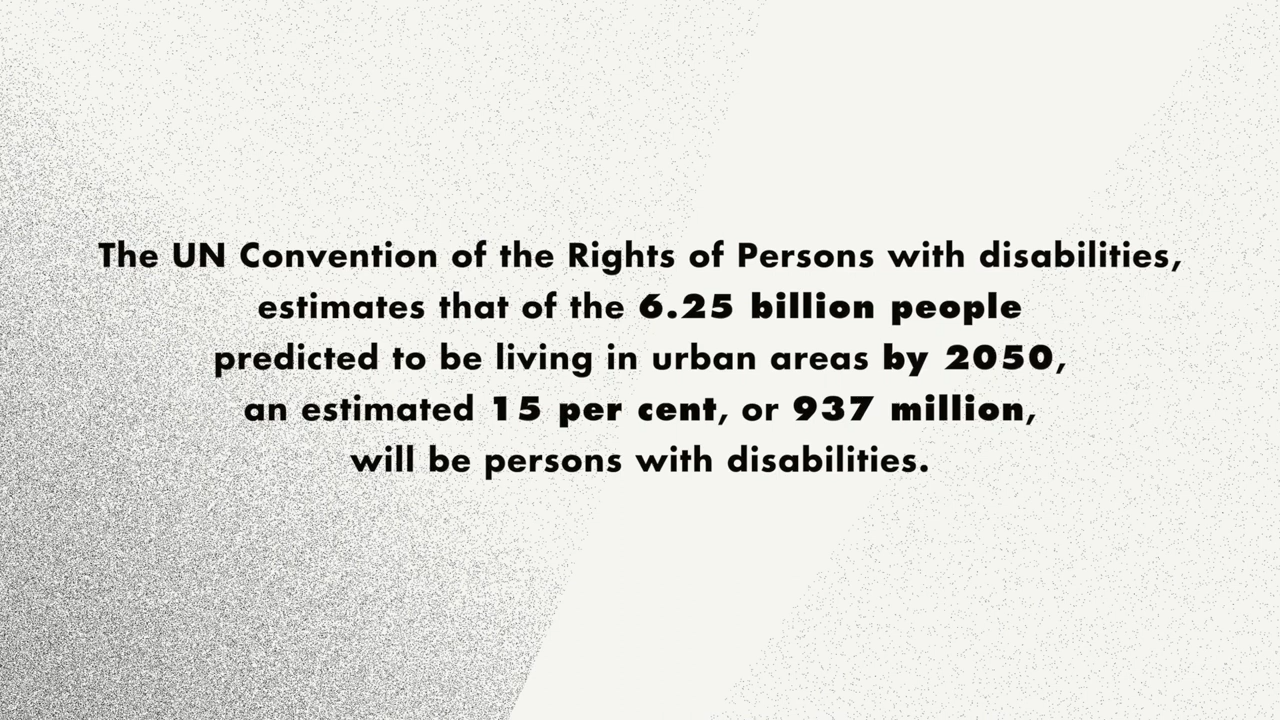 The UN Convention of the Rights of Persons with disabilities,
estimates that of the 6.25 billion people
predicted to be living in urban areas by 2050,
an estimated 15 per cent, or 937 million,
will be persons with disabilities.